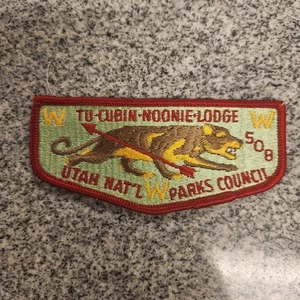 TU-CUBIN-NOONIE-LODGE
W W
508
UTAH NAT'L W PARKS COUNCIL